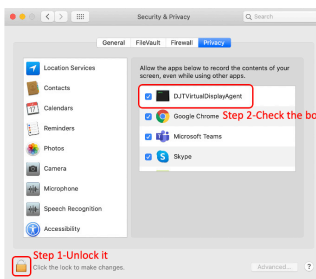 Security & Privacy
Search
General
FileVault
Firewall
Privacy
Location Services
Contacts
Calendars
17
Reminders
Photos
Camera
Microphone
Speech Recognition
Accessibility
Allow the apps below to record the contents of your
screen, even while using other apps.
DJTVirtualDisplayAgent
Google Chrome
Step 2-Check the bo
Microsoft Teams
Skype
Step 1-Unlock it
Click the lock to make changes.
Advanced...
?